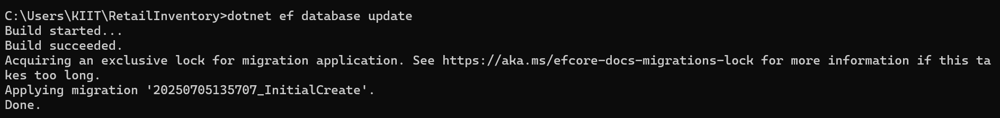 C:\Users\KIIT\RetailInventory>dotnet ef database update
Build started...
Build succeeded.
Acquiring an exclusive lock for migration application. See https://aka.ms/efcore-docs-migrations-lock for more information if this ta
kes too long.
Applying migration '20250705135707_InitialCreate'.
Done.